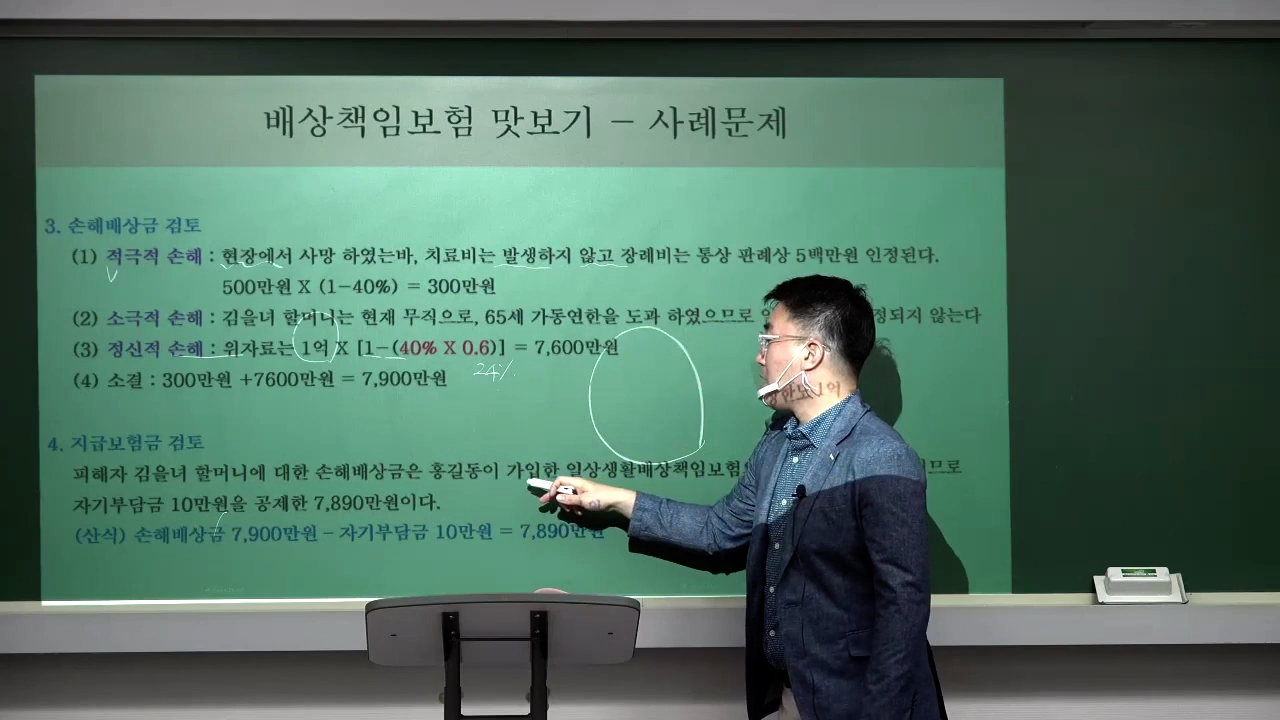 배상책임보험 맛보기 – 사례문제
3. 손해배상금 검토
(1) 적극적 손해 : 현장에서 사망 하였는바, 치료비는 발생하지 않고 장례비는 통상 판례상 5백만원 인정된다.
500만원 X (1-40%) = 300만원
(2) 소극적 손해 : 김을녀 할머니는 현재 무직으로, 65세 가동연한을 도과 하였으므로 정되지 않는다
(3) 정신적 손해 : 위자료는 1억 X [1-(40% X 0.6)] = 7,600만원
24%
(4) 소결 : 300만원 +7600만원 = 7,900만원
1억
4. 지급보험금 검토
피해자 김을녀 할머니에 대한 손해배상금은 홍길동이 가입한 일상생활배상책임보험 므로
자기부담금 10만원을 공제한 7,890만원이다.
(산식) 손해배상금 7,900만원 – 자기부담금 10만원 = 7,890만원